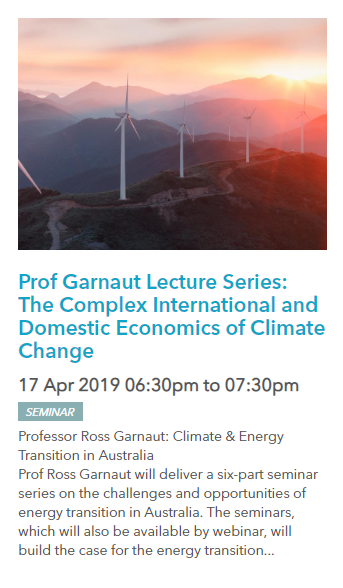 Prof Garnaut Lecture Series:
The Complex International and
Domestic Economics of Climate
Change
17 Apr 2019 06:30pm to 07:30pm
SEMINAR
Professor Ross Garnaut: Climate & Energy
Transition in Australia
Prof Ross Garnaut will deliver a six-part seminar
series on the challenges and opportunities of
energy transition in Australia. The seminars,
which will also be available by webinar, will
build the case for the energy transition...